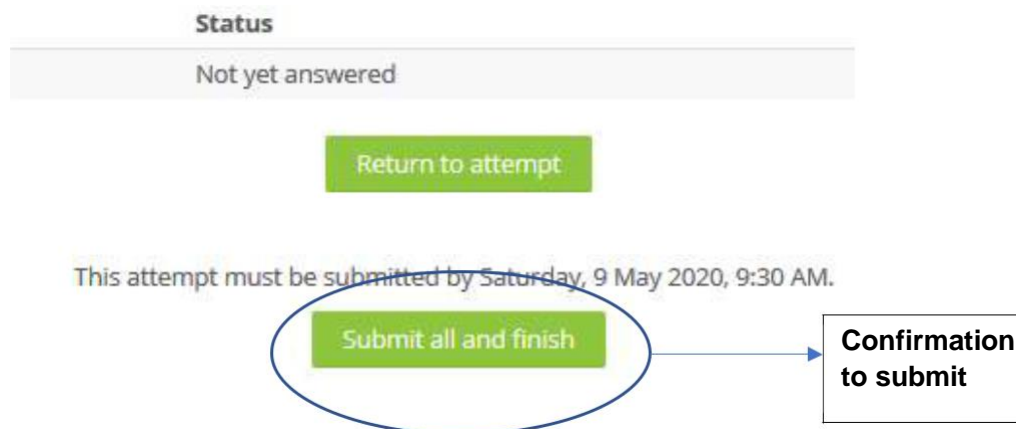 Status
Not yet answered
Return to attempt
This attempt must be submitted by Saturday, 9 May 2020, 9:30 AM.
Submit all and finish
Confirmation
to submit